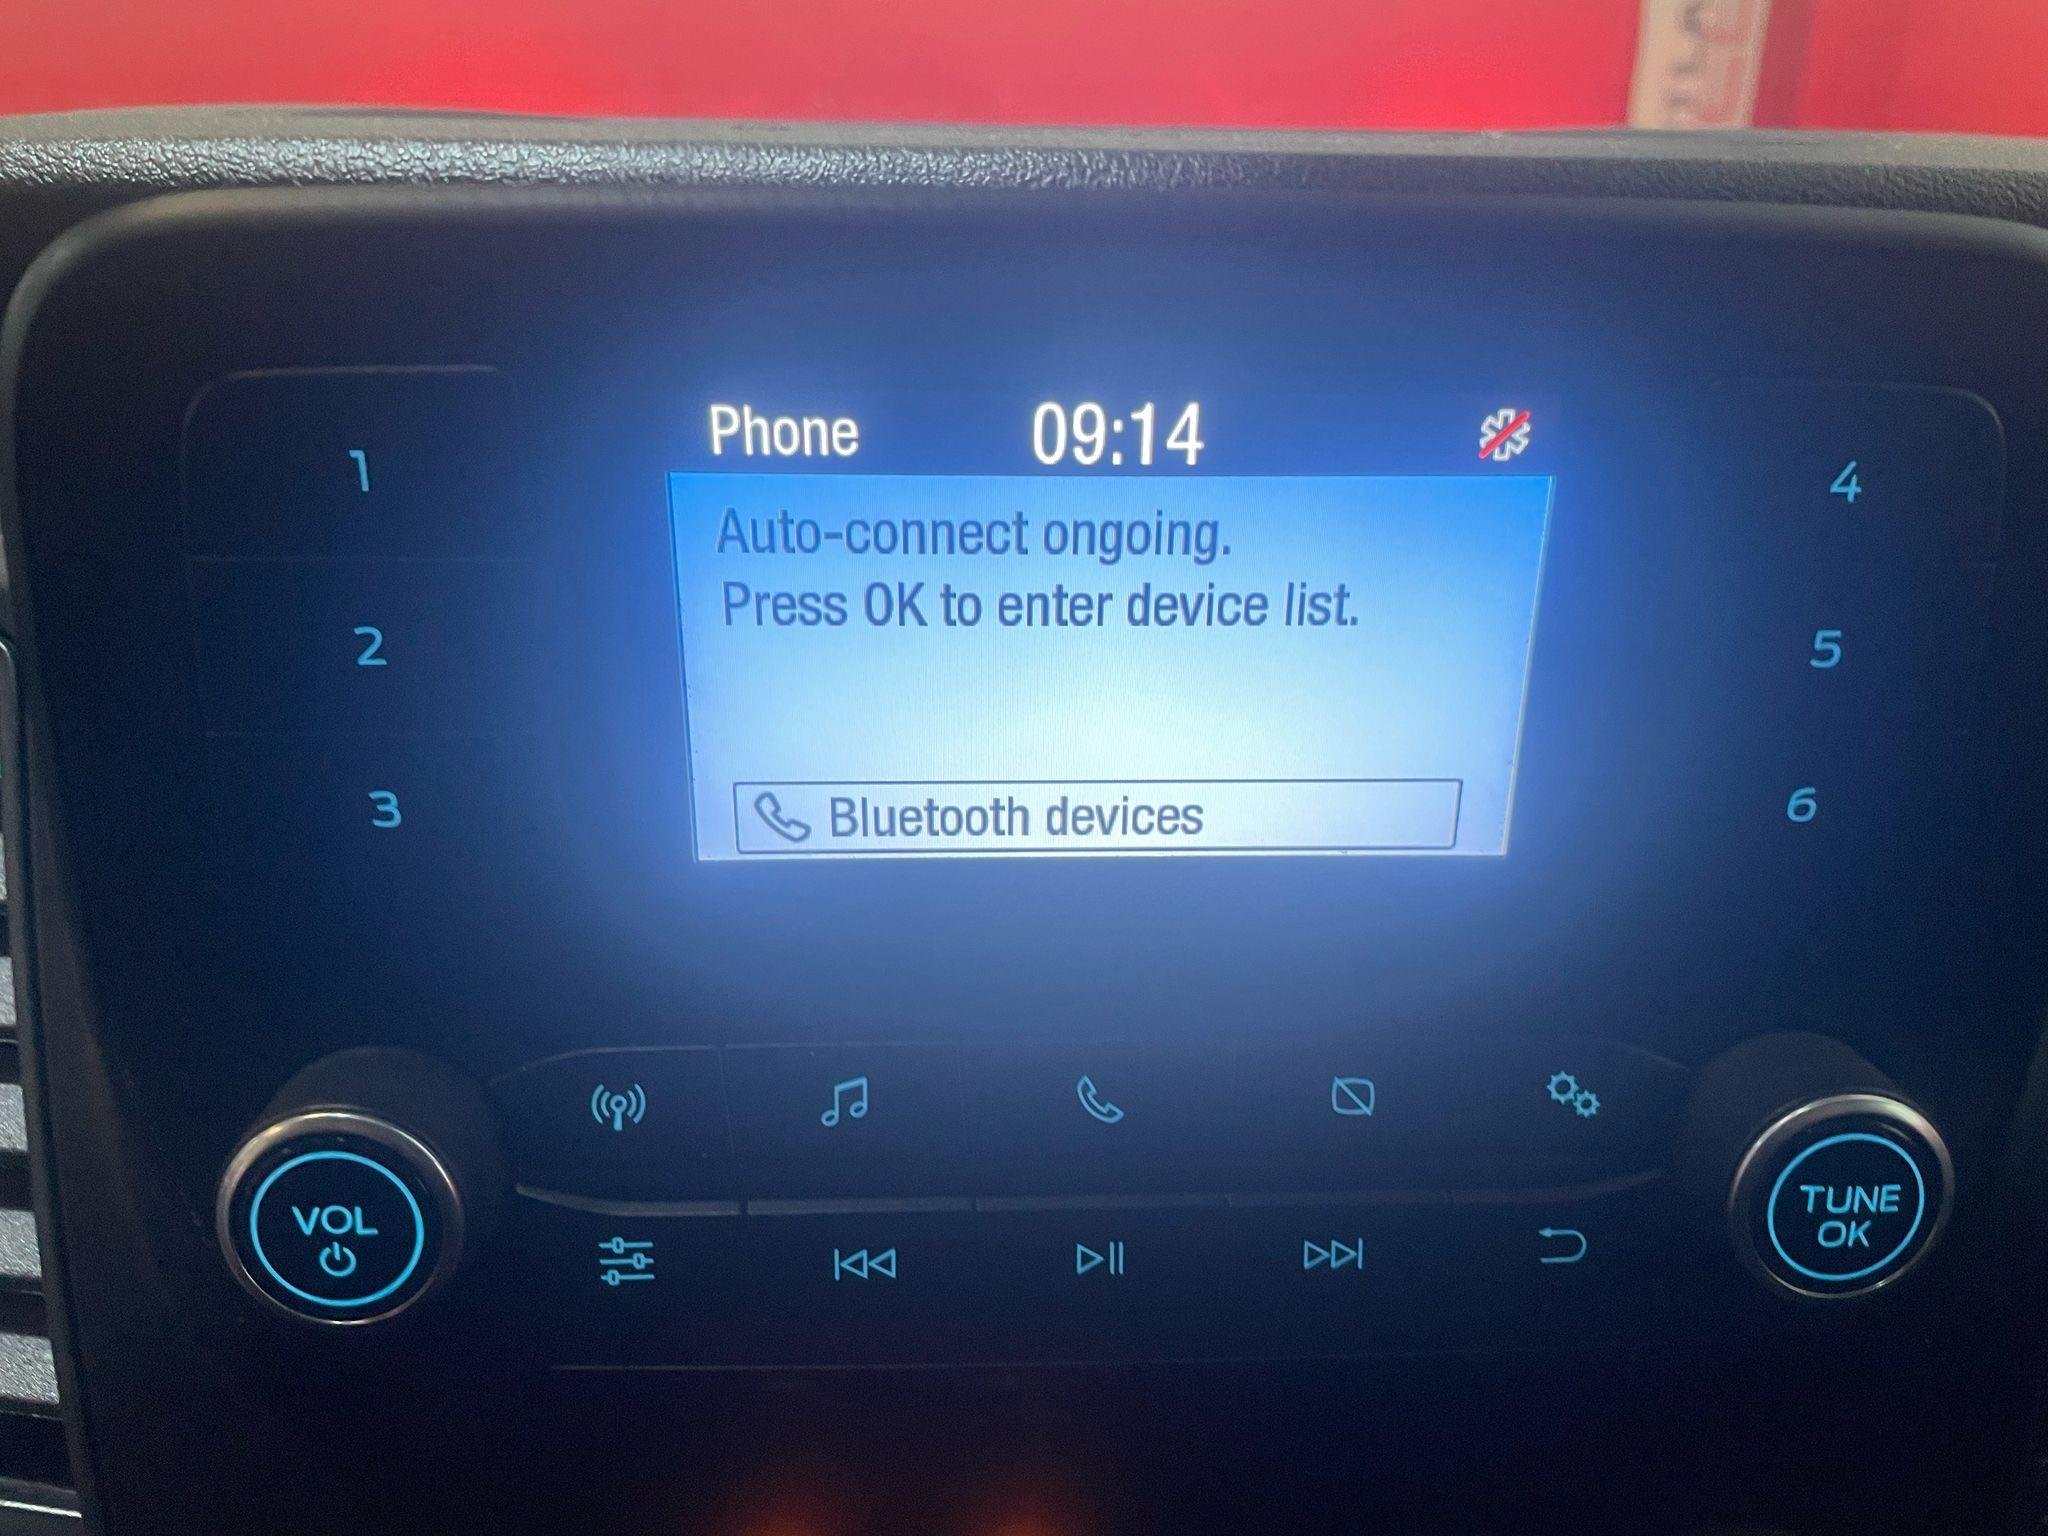 Phone 09:14
Auto-connect ongoing.
Press OK to enter device list.
Bluetooth devices
1
2
3
4
5
6
VOL
TUNE
OK